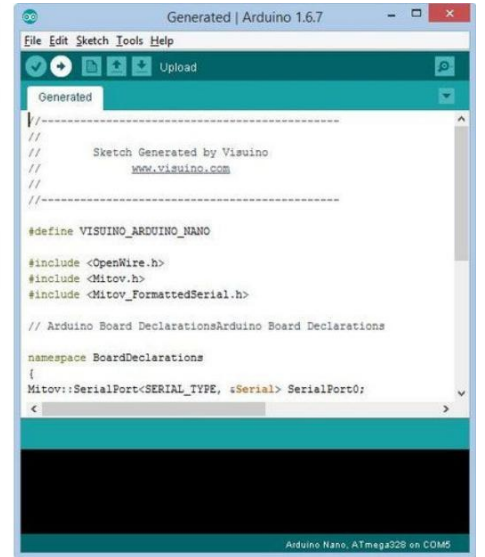 Generated | Arduino 1.6.7
File Edit Sketch Tools Help
Upload
Generated
//----------------------------------------------
//
// Sketch Generated by Visuino
// www.visuino.com
//
//----------------------------------------------
#define VISUINO_ARDUINO_NANO
#include <OpenWire.h>
#include <Mitov.h>
#include <Mitov_FormattedSerial.h>
// Arduino Board DeclarationsArduino Board Declarations
namespace BoardDeclarations
{
Mitov::SerialPort<SERIAL_TYPE, &Serial> SerialPort0;
Arduino Nano, ATmega328 on COM5